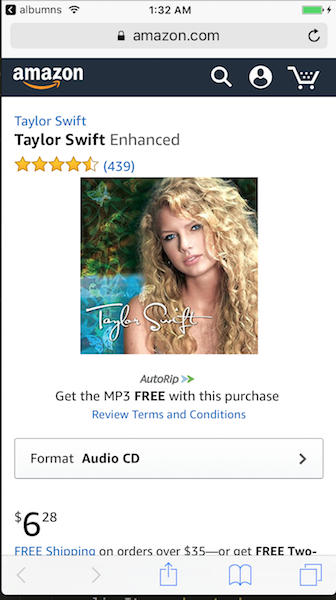 albumns 1:32 AM
amazon.com
amazon
Taylor Swift
Taylor Swift Enhanced
(439)
Taylor Swift
AutoRip
Get the MP3 FREE with this purchase
Review Terms and Conditions
Format Audio CD
$6 28
FREE Shipping on orders over $35—or get FREE Two-